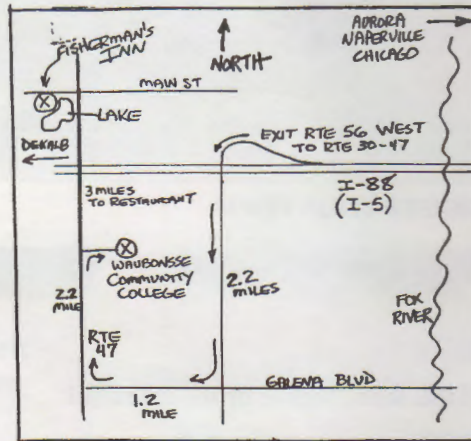 FISHERMAN'S
INN
NORTH
AURORA
NAPERVILLE
CHICAGO
MAIN ST
LAKE
DEKALB
EXIT RTE 56 WEST
TO RTE 30-47
3 MILES
TO RESTAURANT
I-88
(I-5)
WAUBONSSE
COMMUNITY
COLLEGE
2.2
MILE
2.2
MILES
FOX
RIVER
RTE
47
GALENA BLVD
1.2
MILE